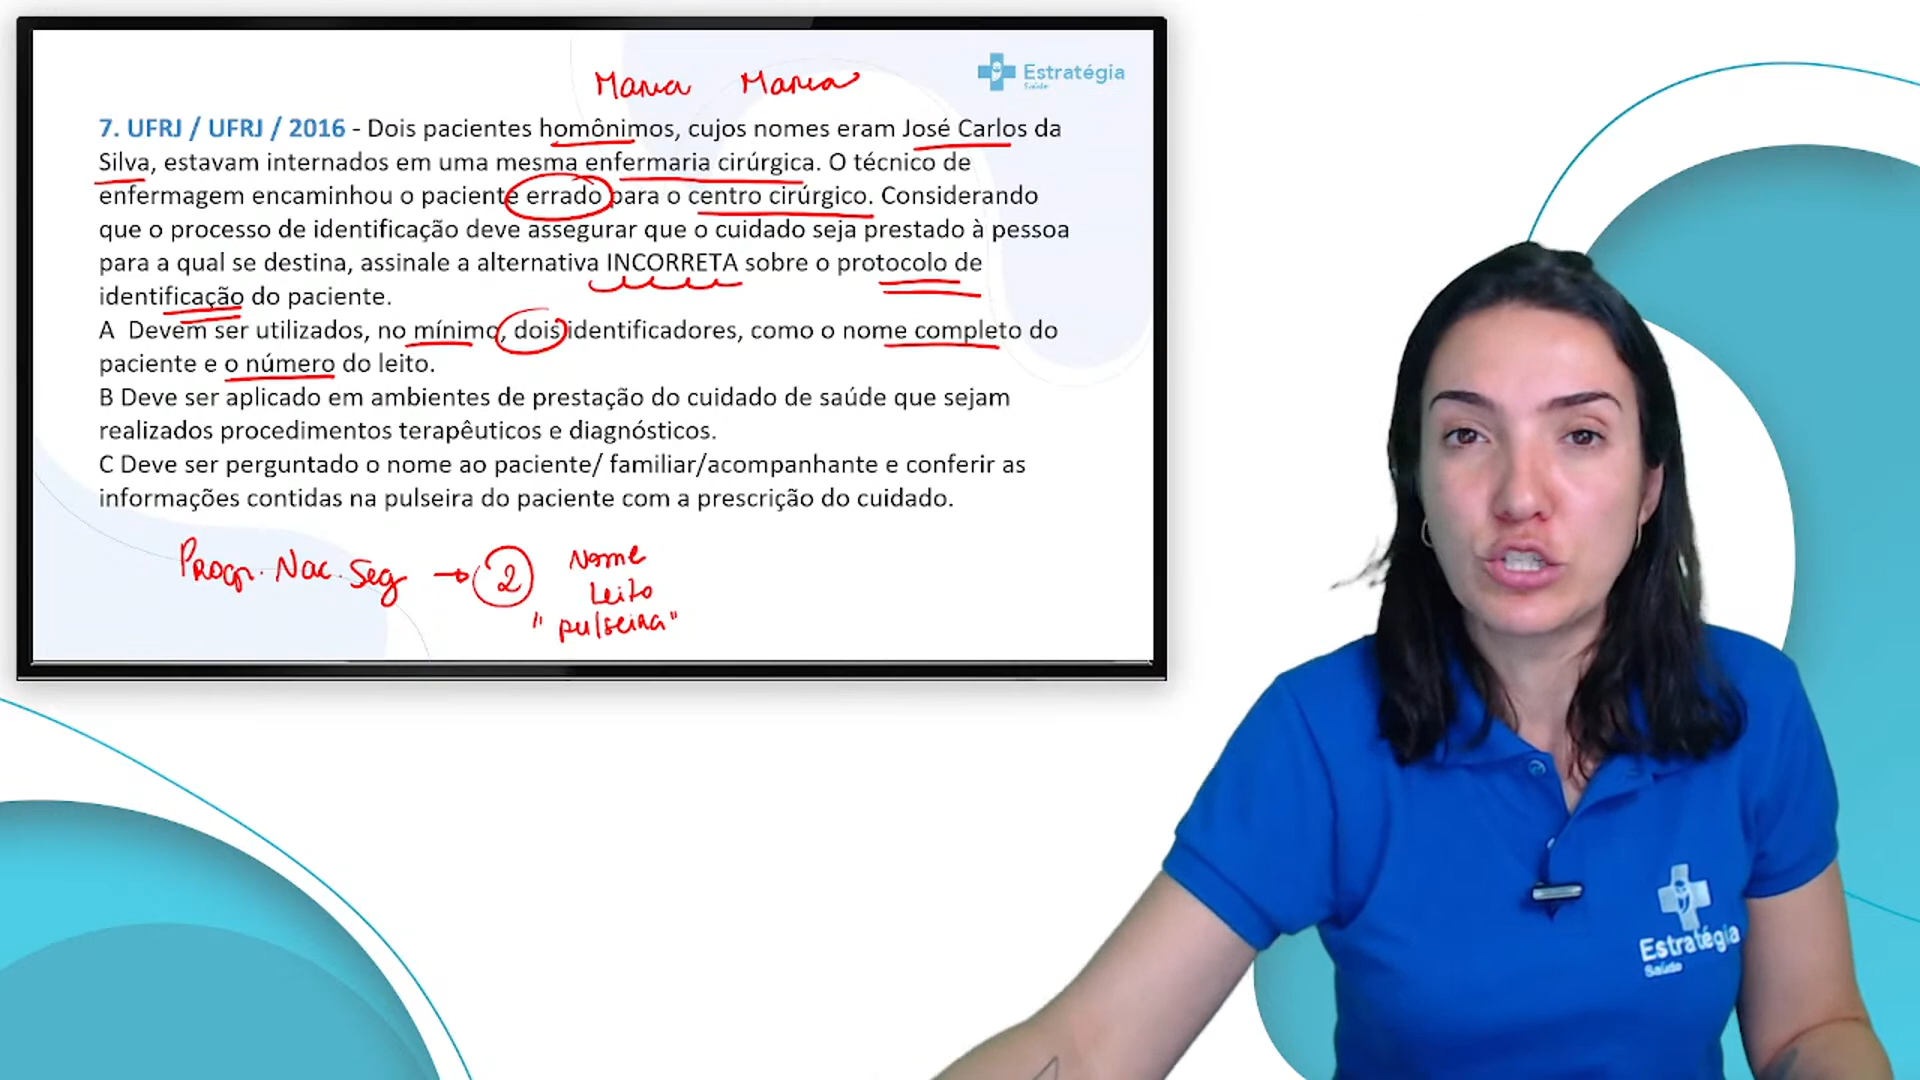 Maria Maria
Estratégia
Saúde
7. UFRJ / UFRJ / 2016 - Dois pacientes homônimos, cujos nomes eram José Carlos da
Silva, estavam internados em uma mesma enfermaria cirúrgica. O técnico de
enfermagem encaminhou o paciente errado para o centro cirúrgico. Considerando
que o processo de identificação deve assegurar que o cuidado seja prestado à pessoa
para a qual se destina, assinale a alternativa INCORRETA sobre o protocolo de
identificação do paciente.
A Devem ser utilizados, no mínimo, dois identificadores, como o nome completo do
paciente e o número do leito.
B Deve ser aplicado em ambientes de prestação do cuidado de saúde que sejam
realizados procedimentos terapêuticos e diagnósticos.
C Deve ser perguntado o nome ao paciente/ familiar/acompanhante e conferir as
informações contidas na pulseira do paciente com a prescrição do cuidado.
Progr. Nac. Seg → 2 Nome
Leito
"pulseira"
Estratégia
Saúde